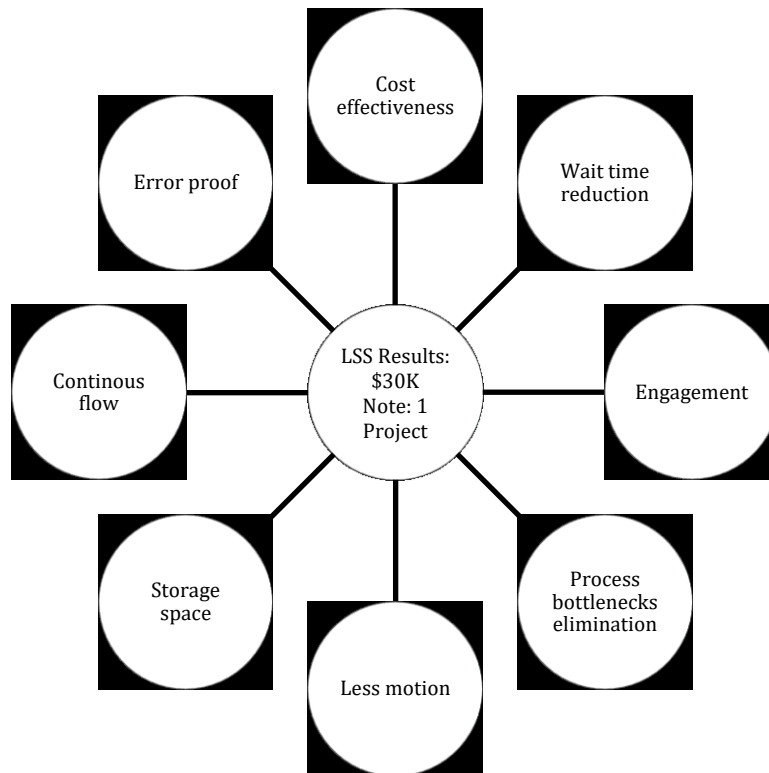 Cost
effectiveness
Wait time
reduction
Engagement
Process
bottlenecks
elimination
Less motion
Storage
space
Continous
flow
Error proof
LSS Results:
$30K
Note: 1
Project